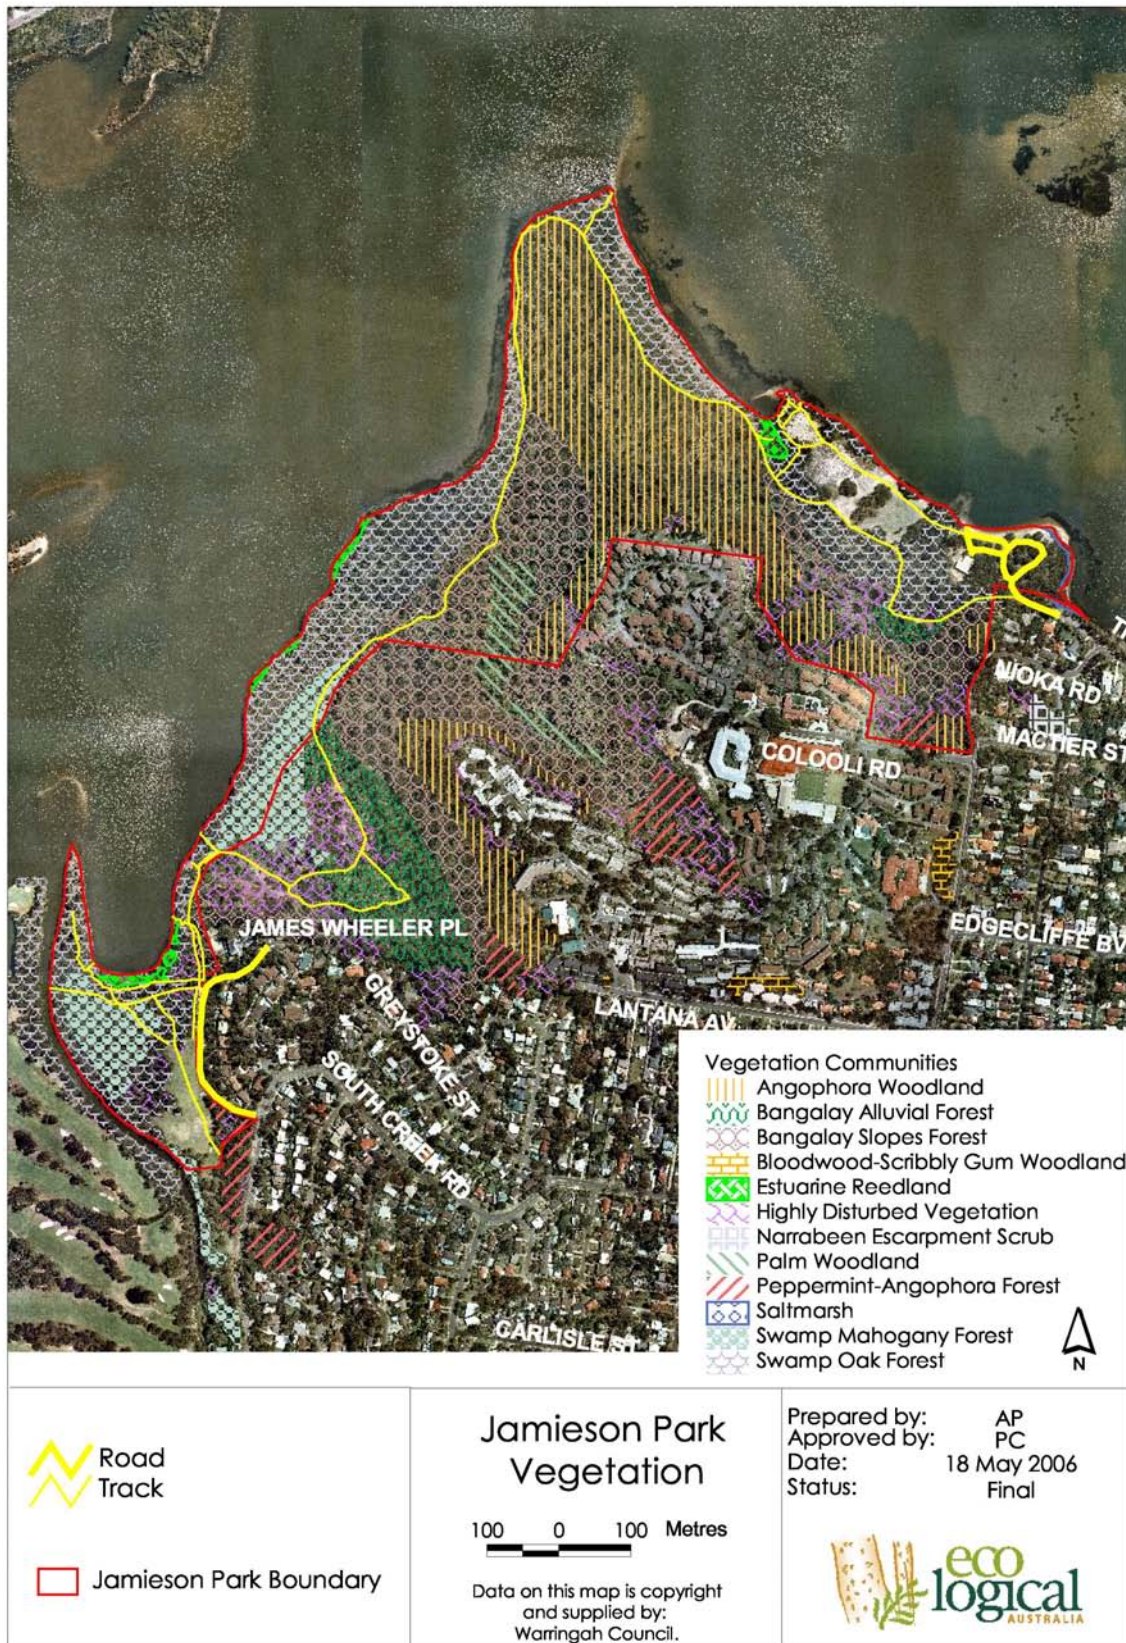 NIOKA RD
MACTIER ST
COLOOLI RD
EDGECLIFFE BV
JAMES WHEELER PL
GREYSTOKE ST
LANTANA AV
SOUTH CREEK RD
CARLISLE ST
Vegetation Communities
Angophora Woodland
Bangalay Alluvial Forest
Bangalay Slopes Forest
Bloodwood-Scribbly Gum Woodland
Estuarine Reedland
Highly Disturbed Vegetation
Narrabeen Escarpment Scrub
Palm Woodland
Peppermint-Angophora Forest
Saltmarsh
Swamp Mahogany Forest
Swamp Oak Forest
N
Road
Track
Jamieson Park Boundary
Jamieson Park
Vegetation
100 0 100 Metres
Data on this map is copyright
and supplied by:
Warringah Council.
Prepared by: AP
Approved by: PC
Date: 18 May 2006
Status: Final
eco
logical
AUSTRALIA